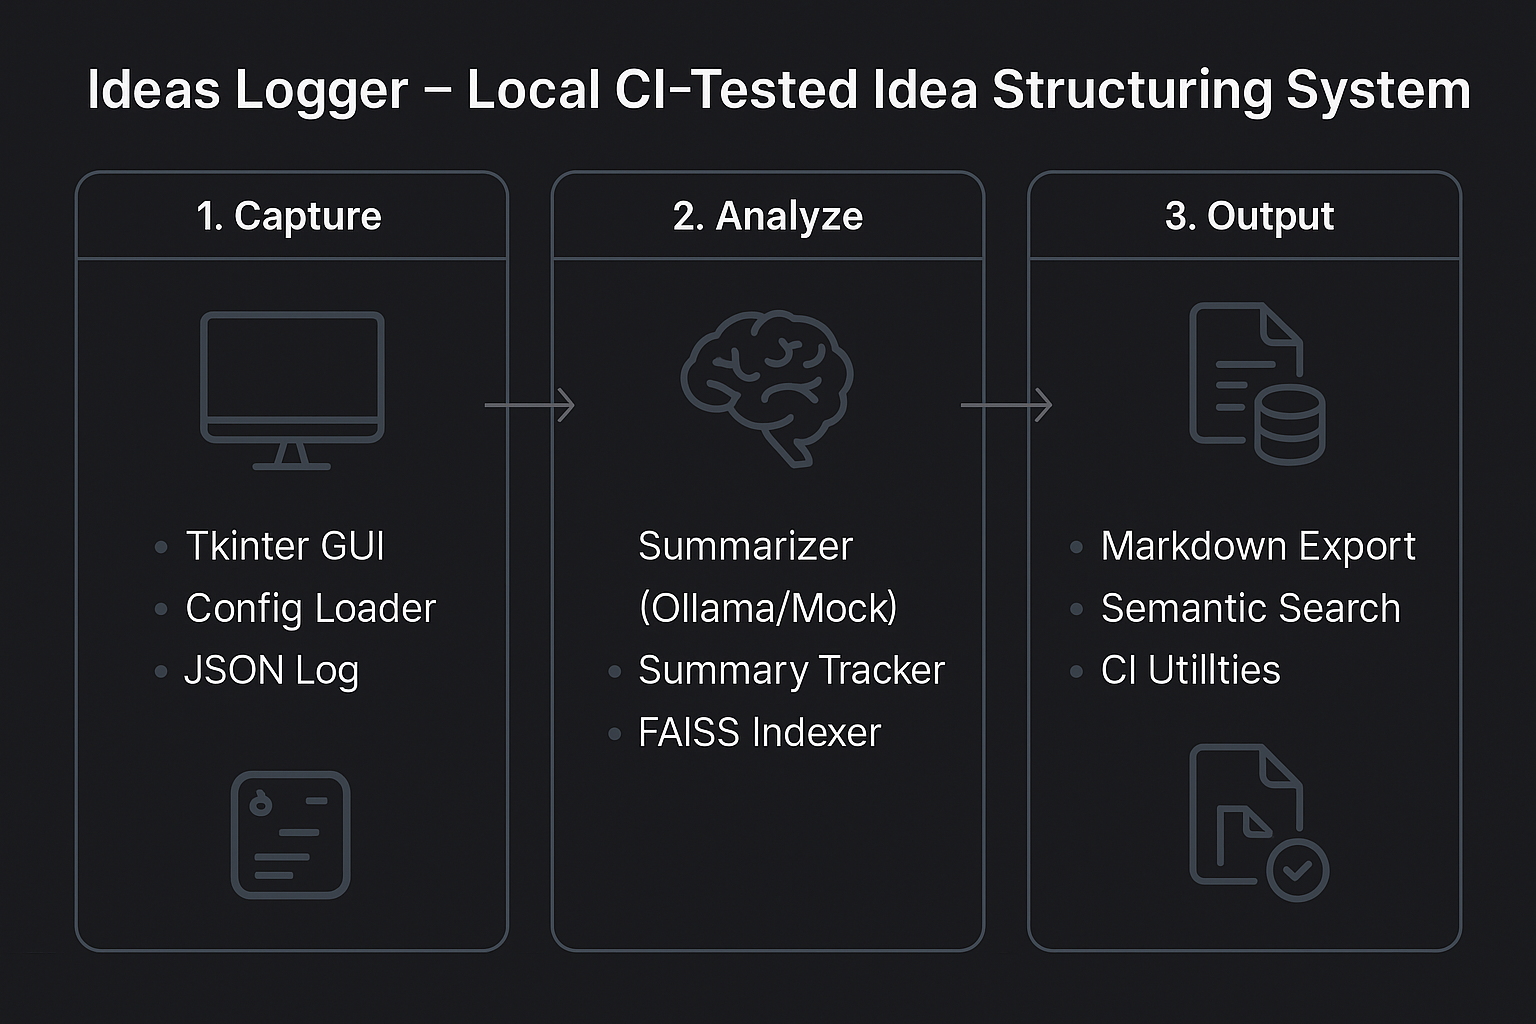 Ideas Logger – Local CI-Tested Idea Structuring System
1. Capture
• Tkinter GUI
• Config Loader
• JSON Log
2. Analyze
Summarizer
(Ollama/Mock)
• Summary Tracker
• FAISS Indexer
3. Output
• Markdown Export
• Semantic Search
• CI Utillties